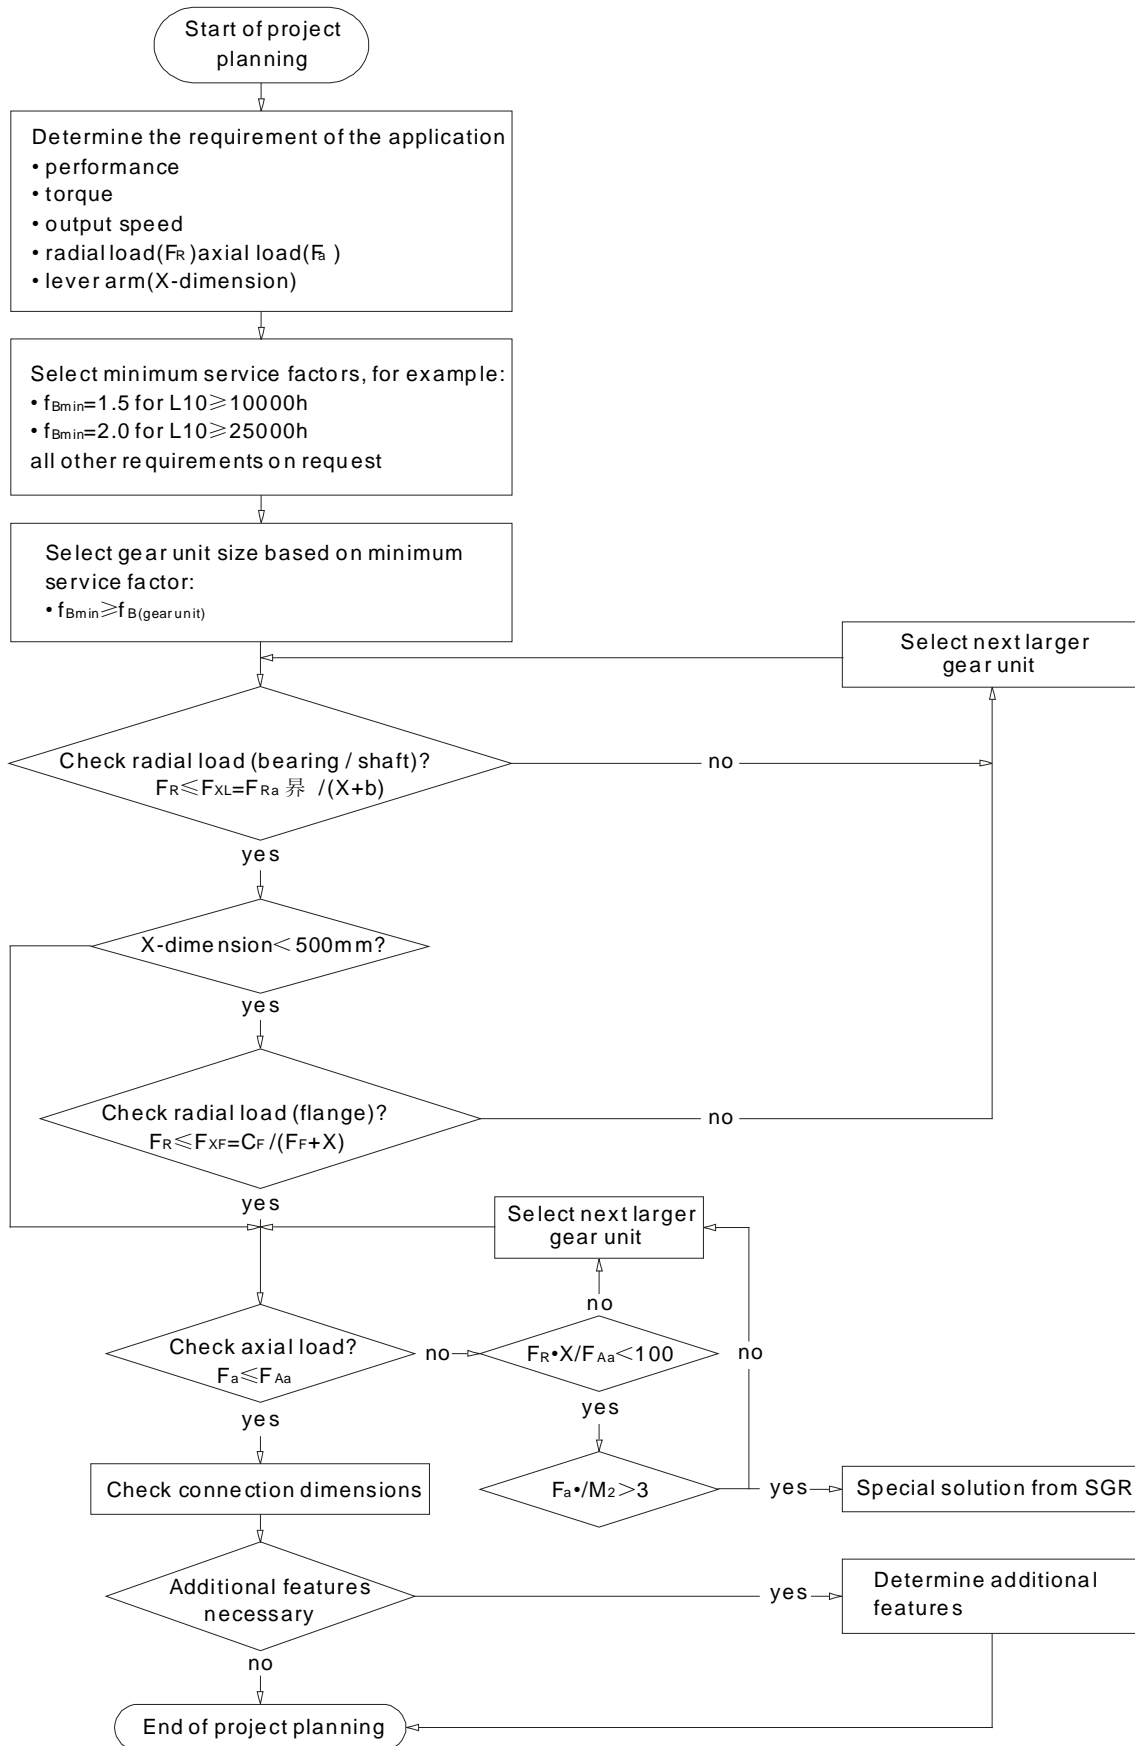 Start of project
planning
Determine the requirement of the application
• performance
• torque
• output speed
• radial load(FR)axial load(Fa )
• lever arm(X-dimension)
Select minimum service factors, for example:
• fBmin=1.5 for L10≥10000h
• fBmin=2.0 for L10≥25000h
all other requirements on request
Select gear unit size based on minimum
service factor:
• fBmin≥fB(gear unit)
Select next larger
gear unit
Check radial load (bearing / shaft)?
FR≤FXL=FRa 昇 /(X+b)
no
yes
X-dimension<500mm?
yes
Check radial load (flange)?
FR≤FXF=CF/(FF+X)
no
yes
Select next larger
gear unit
no
Check axial load?
Fa≤FAa
no
FR•X/FAa<100
no
yes
yes
Check connection dimensions
Fa•/M2>3
yes
Special solution from SGR
Additional features
necessary
yes
Determine additional
features
no
End of project planning